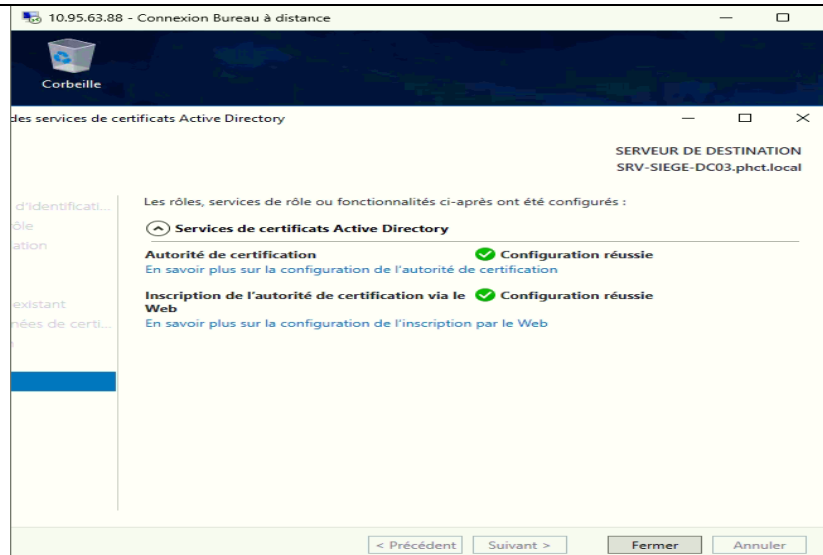 10.95.63.88 - Connexion Bureau à distance
Corbeille
des services de certificats Active Directory
SERVEUR DE DESTINATION
SRV-SIEGE-DC03.phct.local
d'identificati...
ôle
ation
existant
nées de certi...
Les rôles, services de rôle ou fonctionnalités ci-après ont été configurés :
Services de certificats Active Directory
Autorité de certification Configuration réussie
En savoir plus sur la configuration de l'autorité de certification
Inscription de l'autorité de certification via le Configuration réussie
Web
En savoir plus sur la configuration de l'inscription par le Web
< Précédent Suivant > Fermer Annuler